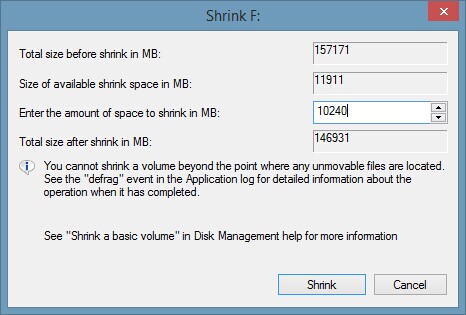 Shrink F:
Total size before shrink in MB: 157171
Size of available shrink space in MB: 11911
Enter the amount of space to shrink in MB: 10240
Total size after shrink in MB: 146931
You cannot shrink a volume beyond the point where any unmovable files are located.
See the "defrag" event in the Application log for detailed information about the
operation when it has completed.
See "Shrink a basic volume" in Disk Management help for more information
Shrink Cancel